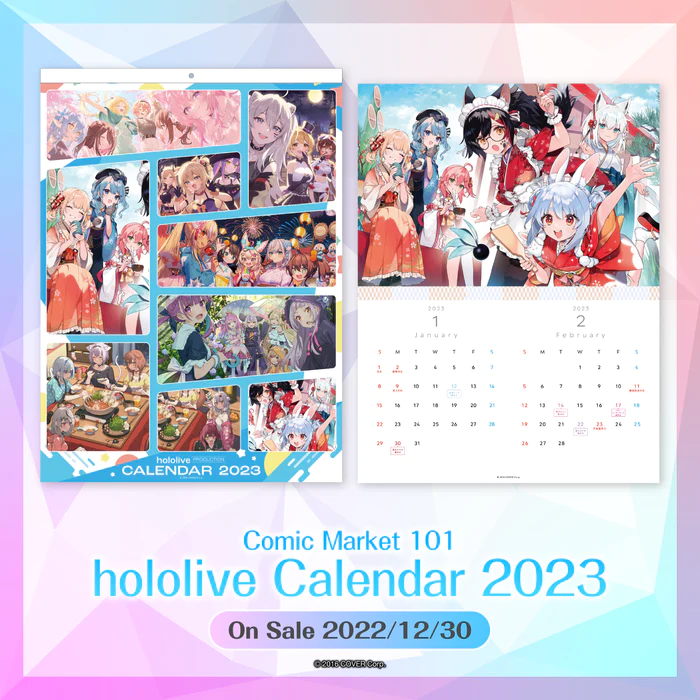 hololive PRODUCTION
CALENDAR 2023
2023
1
January
S M T W T F S
1 2 3 4 5 6 7
8 9 10 11 12 13 14
15 16 17 18 19 20 21
22 23 24 25 26 27 28
29 30 31
2023
2
February
S M T W T F S
1 2 3 4
5 6 7 8 9 10 11
12 13 14 15 16 17 18
19 20 21 22 23 24 25
26 27 28
Comic Market 101
hololive Calendar 2023
On Sale 2022/12/30
© 2016 COVER Corp.